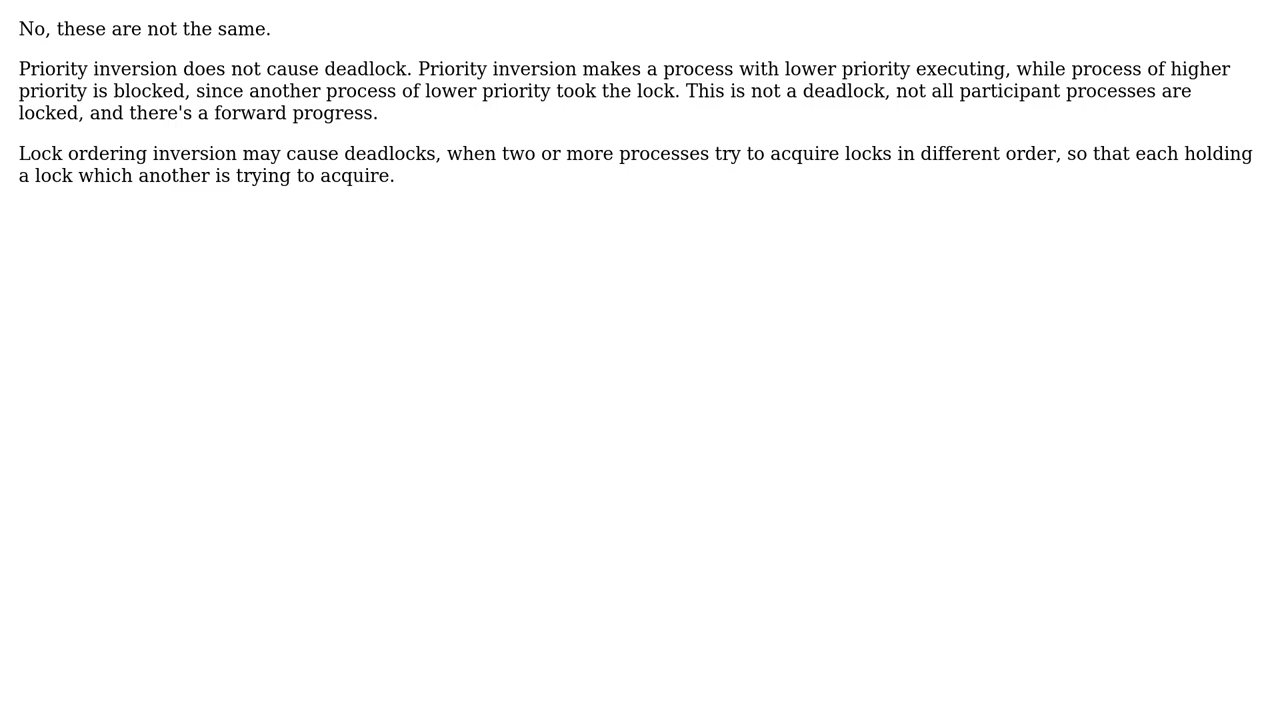 No, these are not the same.
Priority inversion does not cause deadlock. Priority inversion makes a process with lower priority executing, while process of higher
priority is blocked, since another process of lower priority took the lock. This is not a deadlock, not all participant processes are
locked, and there's a forward progress.
Lock ordering inversion may cause deadlocks, when two or more processes try to acquire locks in different order, so that each holding
a lock which another is trying to acquire.